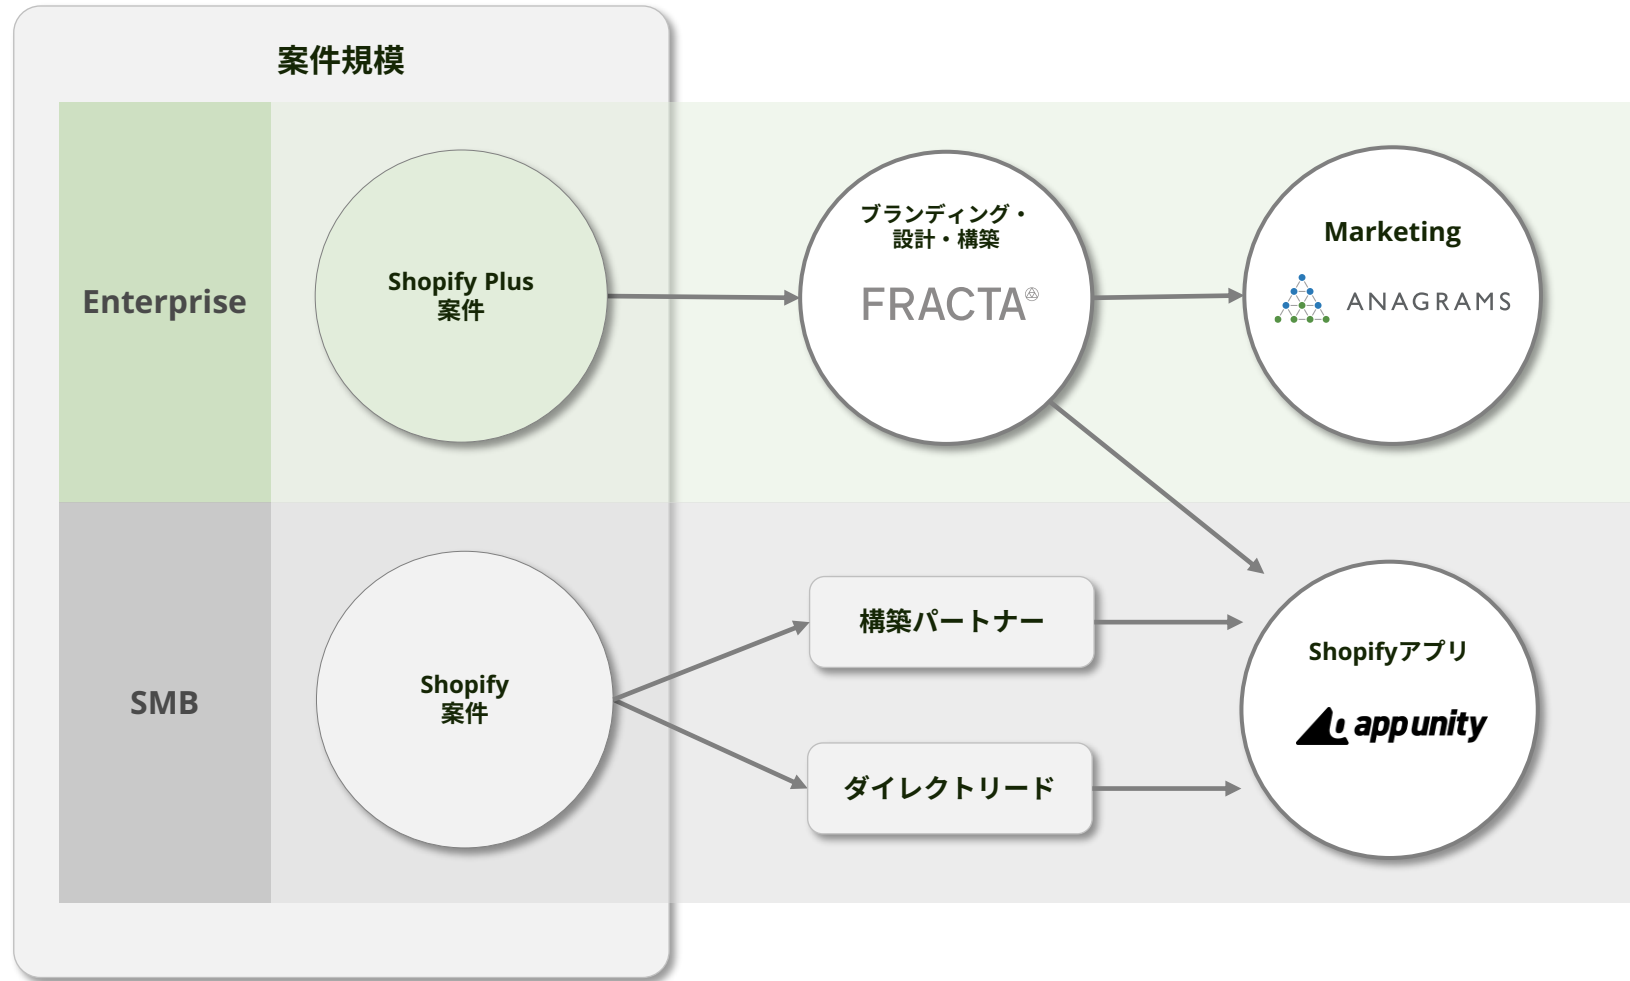 案件規模
Enterprise
Shopify Plus
案件
ブランディング・
設計・構築
FRACTA
Marketing
ANAGRAMS
SMB
Shopify
案件
構築パートナー
ダイレクトリード
Shopifyアプリ
app unity